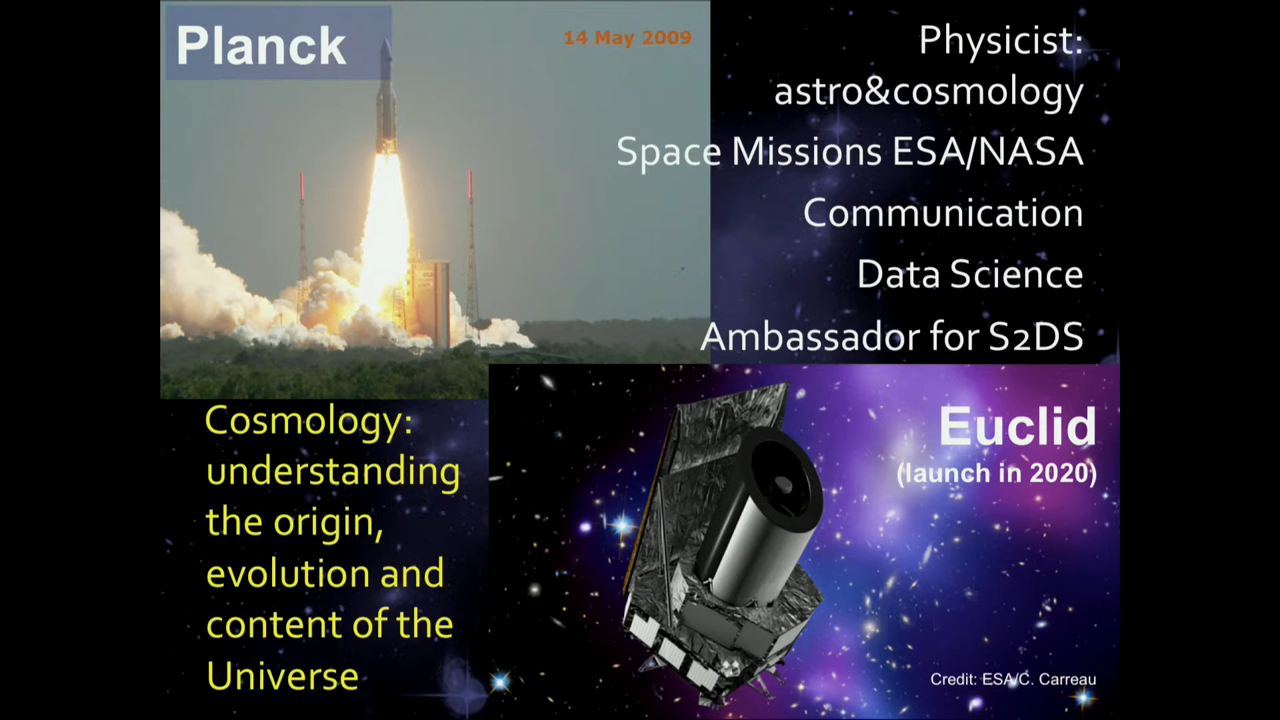 Planck
14 May 2009
Physicist:
astro&cosmology
Space Missions ESA/NASA
Communication
Data Science
Ambassador for S2DS
Cosmology:
understanding
the origin,
evolution and
content of the
Universe
Euclid
(launch in 2020)
Credit: ESA/C. Carreau